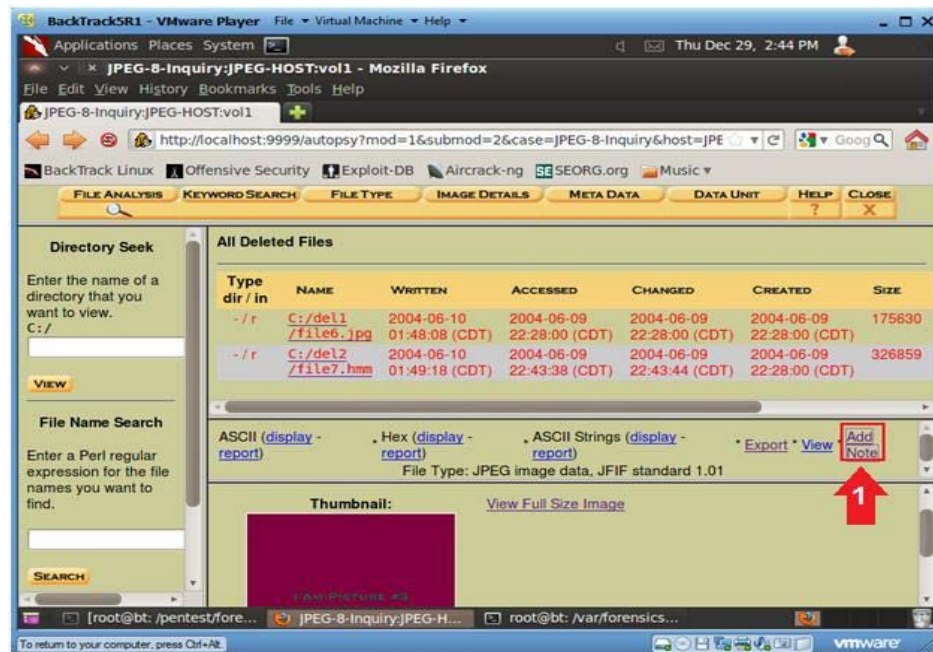 BackTrack5R1 - VMware Player File Virtual Machine Help
Applications Places System Thu Dec 29, 2:44 PM
JPEG-8-Inquiry:JPEG-HOST:vol1 - Mozilla Firefox
File Edit View History Bookmarks Tools Help
JPEG-8-Inquiry:JPEG-HOST:vol1
http://localhost:9999/autopsy?mod=1&submod=2&case=JPEG-8-Inquiry&host=JPE Goog
BackTrack Linux Offensive Security Exploit-DB Aircrack-ng SE SEORG.org Music
FILE ANALYSIS KEYWORD SEARCH FILE TYPE IMAGE DETAILS META DATA DATA UNIT HELP CLOSE
? X
Directory Seek
Enter the name of a
directory that you
want to view.
C:/
VIEW
File Name Search
Enter a Perl regular
expression for the file
names you want to
find.
SEARCH
All Deleted Files
Type NAME WRITTEN ACCESSED CHANGED CREATED SIZE
dir / in
- / r C:/del1 2004-06-10 2004-06-09 2004-06-09 2004-06-09 175630
/file6.jpg 01:48:08 (CDT) 22:28:00 (CDT) 22:28:00 (CDT) 22:28:00 (CDT)
- / r C:/del2 2004-06-10 2004-06-09 2004-06-09 2004-06-09 326859
/file7.hmm 01:49:18 (CDT) 22:43:38 (CDT) 22:43:44 (CDT) 22:28:00 (CDT)
ASCII (display - * Hex (display - * ASCII Strings (display - * Export * View * Add
report) report) report) Note
File Type: JPEG image data, JFIF standard 1.01
1
Thumbnail: View Full Size Image
I AM PICTURE #3
[root@bt: /pentest/fore... JPEG-8-Inquiry:JPEG-H... root@bt: /var/forensics...
To return to your computer, press Ctrl+Alt. vmware